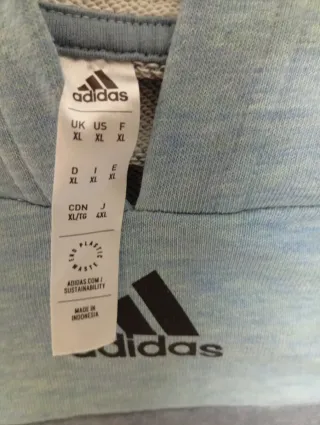 adidas
UK US F
XL XL XL
D I E
XL XL XL
CDN J
XL/TG 4XL
END PLASTIC WASTE
ADIDAS.COM/
SUSTAINABILITY
MADE IN
INDONESIA
adidas